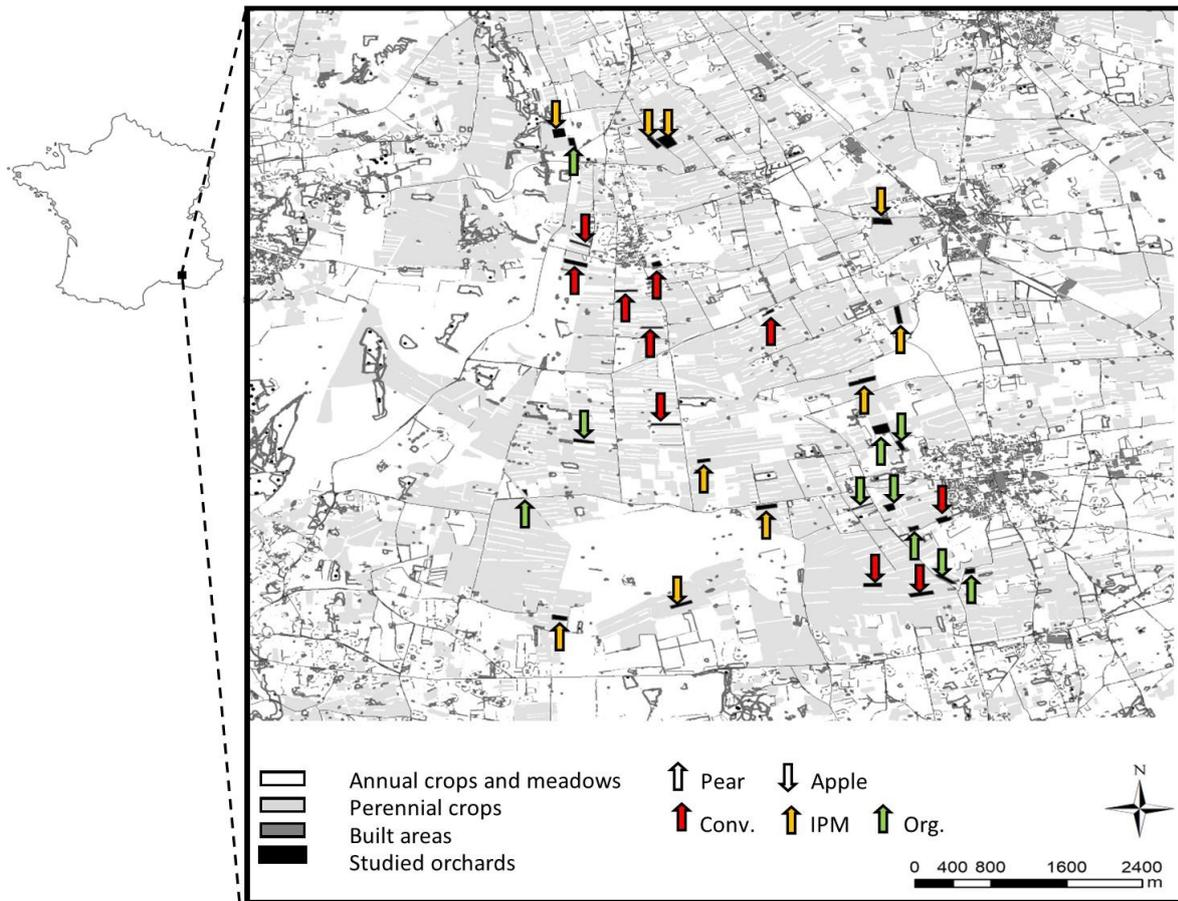 Annual crops and meadows
Perennial crops
Built areas
Studied orchards
Pear Apple
Conv. IPM Org.
N
0 400 800 1600 2400
m